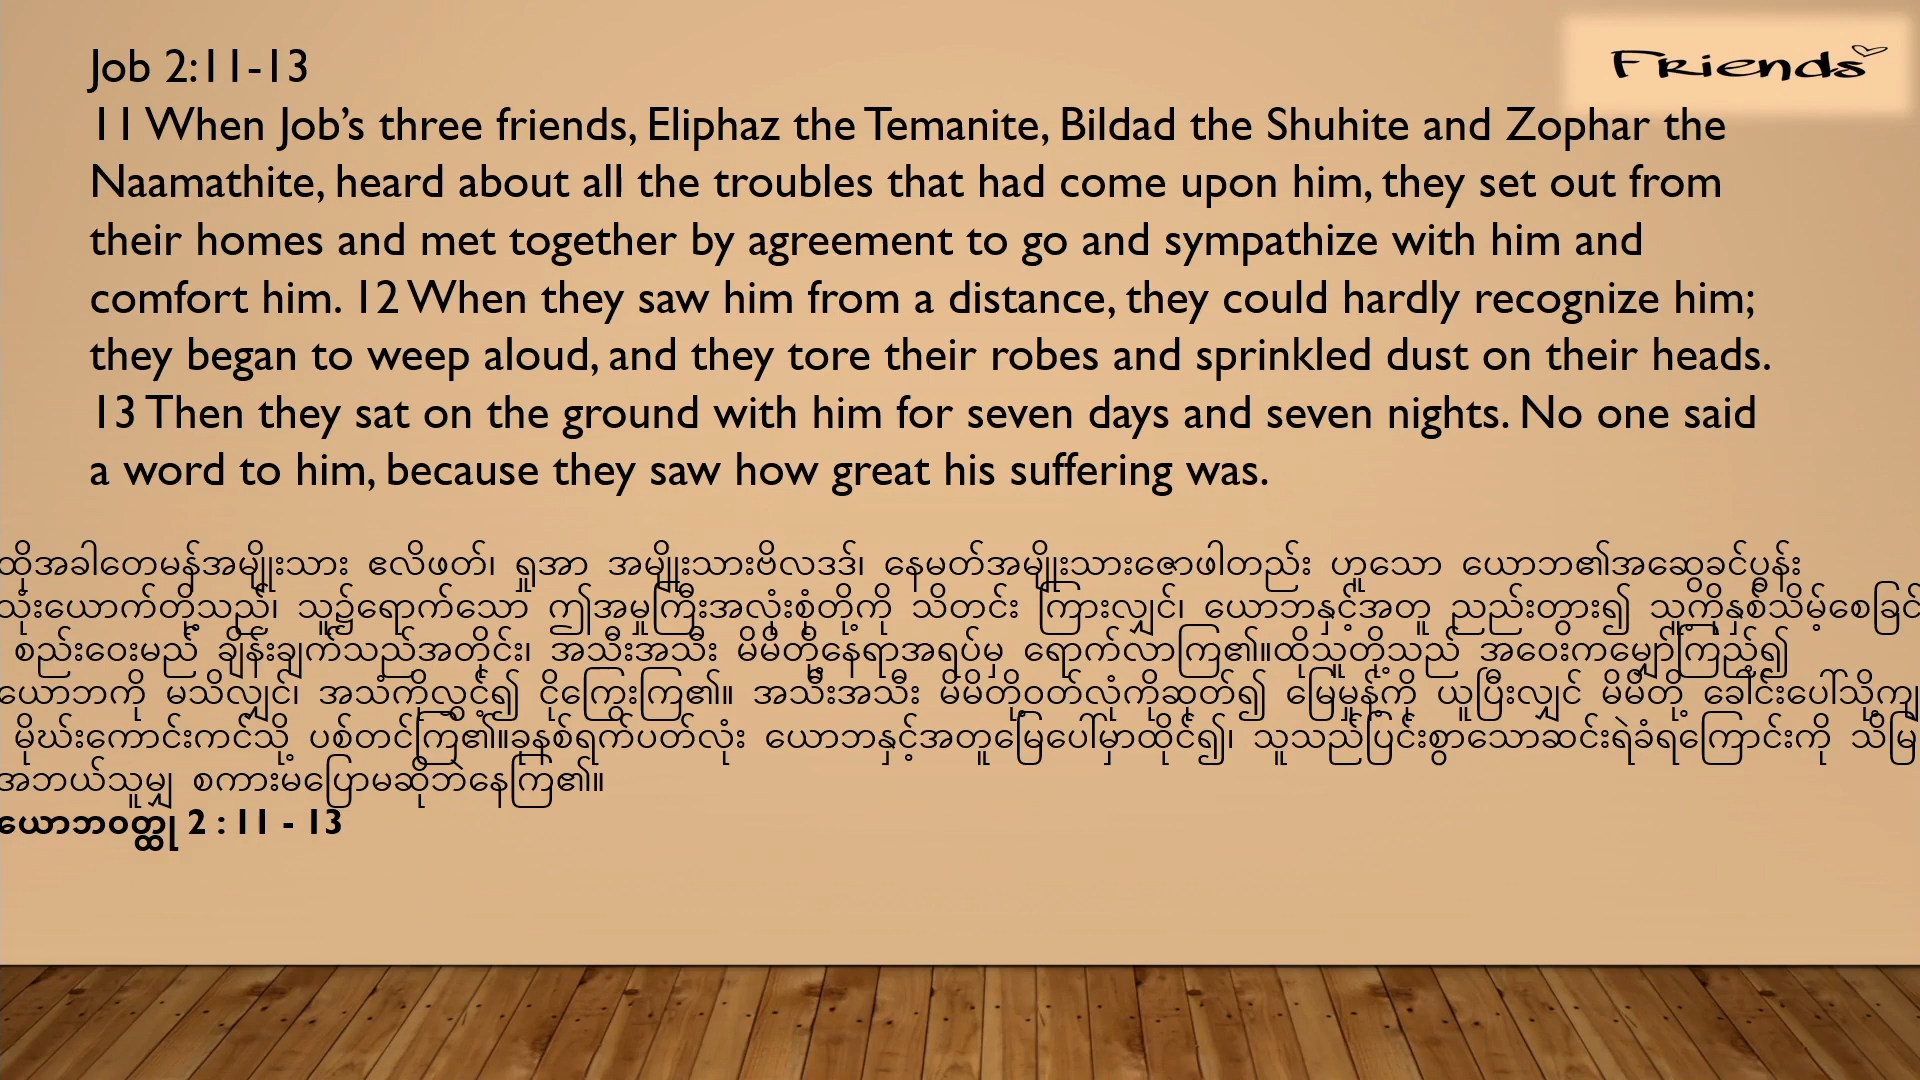 Friends
Job 2:11-13
11 When Job’s three friends, Eliphaz the Temanite, Bildad the Shuhite and Zophar the
Naamathite, heard about all the troubles that had come upon him, they set out from
their homes and met together by agreement to go and sympathize with him and
comfort him. 12 When they saw him from a distance, they could hardly recognize him;
they began to weep aloud, and they tore their robes and sprinkled dust on their heads.
13 Then they sat on the ground with him for seven days and seven nights. No one said
a word to him, because they saw how great his suffering was.
ထိုအခါတေမန်အမျိုးသား ဧလိဖတ်၊ ရှုအာ အမျိုးသားဗိလဒဒ်၊ နေမတ်အမျိုးသားဇောဖါတည်း ဟူသော ယောဘ၏အဆွေခင်ပွန်း
သုံးယောက်တို့သည်၊ သူ၌ရောက်သော ဤအမှုကြီးအလုံးစုံတို့ကို သိတင်း ကြားလျှင်၊ ယောဘနှင့်အတူ ညည်းတွား၍ သူ့ကိုနှစ်သိမ့်စေခြင်
စည်းဝေးမည် ချိန်းချက်သည်အတိုင်း၊ အသီးအသီး မိမိတို့နေရာအရပ်မှ ရောက်လာကြ၏။ထိုသူတို့သည် အဝေးကမျှော်ကြည့်၍
ယောဘကို မသိလျှင်၊ အသံကိုလွှင့်၍ ငိုကြွေးကြ၏။ အသီးအသီး မိမိတို့ဝတ်လုံကိုဆုတ်၍ မြေမှုန့်ကို ယူပြီးလျှင် မိမိတို့ ခေါင်းပေါ်သို့ကျ
မိုဃ်းကောင်းကင်သို့ ပစ်တင်ကြ၏။ခုနစ်ရက်ပတ်လုံး ယောဘနှင့်အတူမြေပေါ်မှာထိုင်၍၊ သူသည်ပြင်းစွာသောဆင်းရဲခံရကြောင်းကို သိမြ
အဘယ်သူမျှ စကားမပြောမဆိုဘဲနေကြ၏။
ယောဘဝတ္ထု 2 : 11 - 13